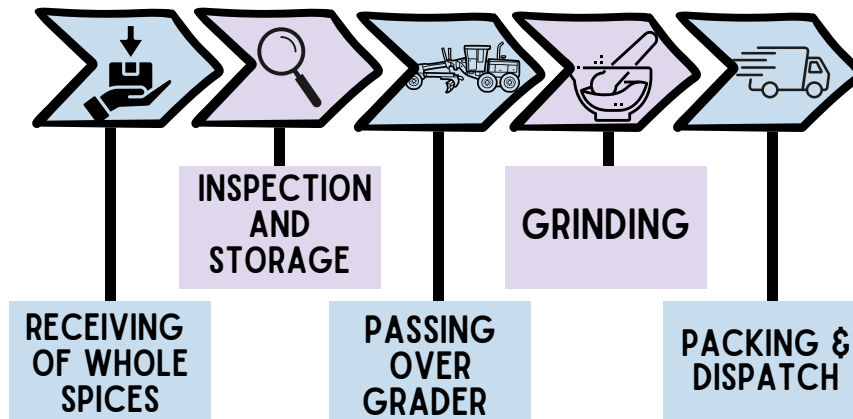 RECEIVING
OF WHOLE
SPICES
INSPECTION
AND
STORAGE
PASSING
OVER
GRADER
GRINDING
PACKING &
DISPATCH